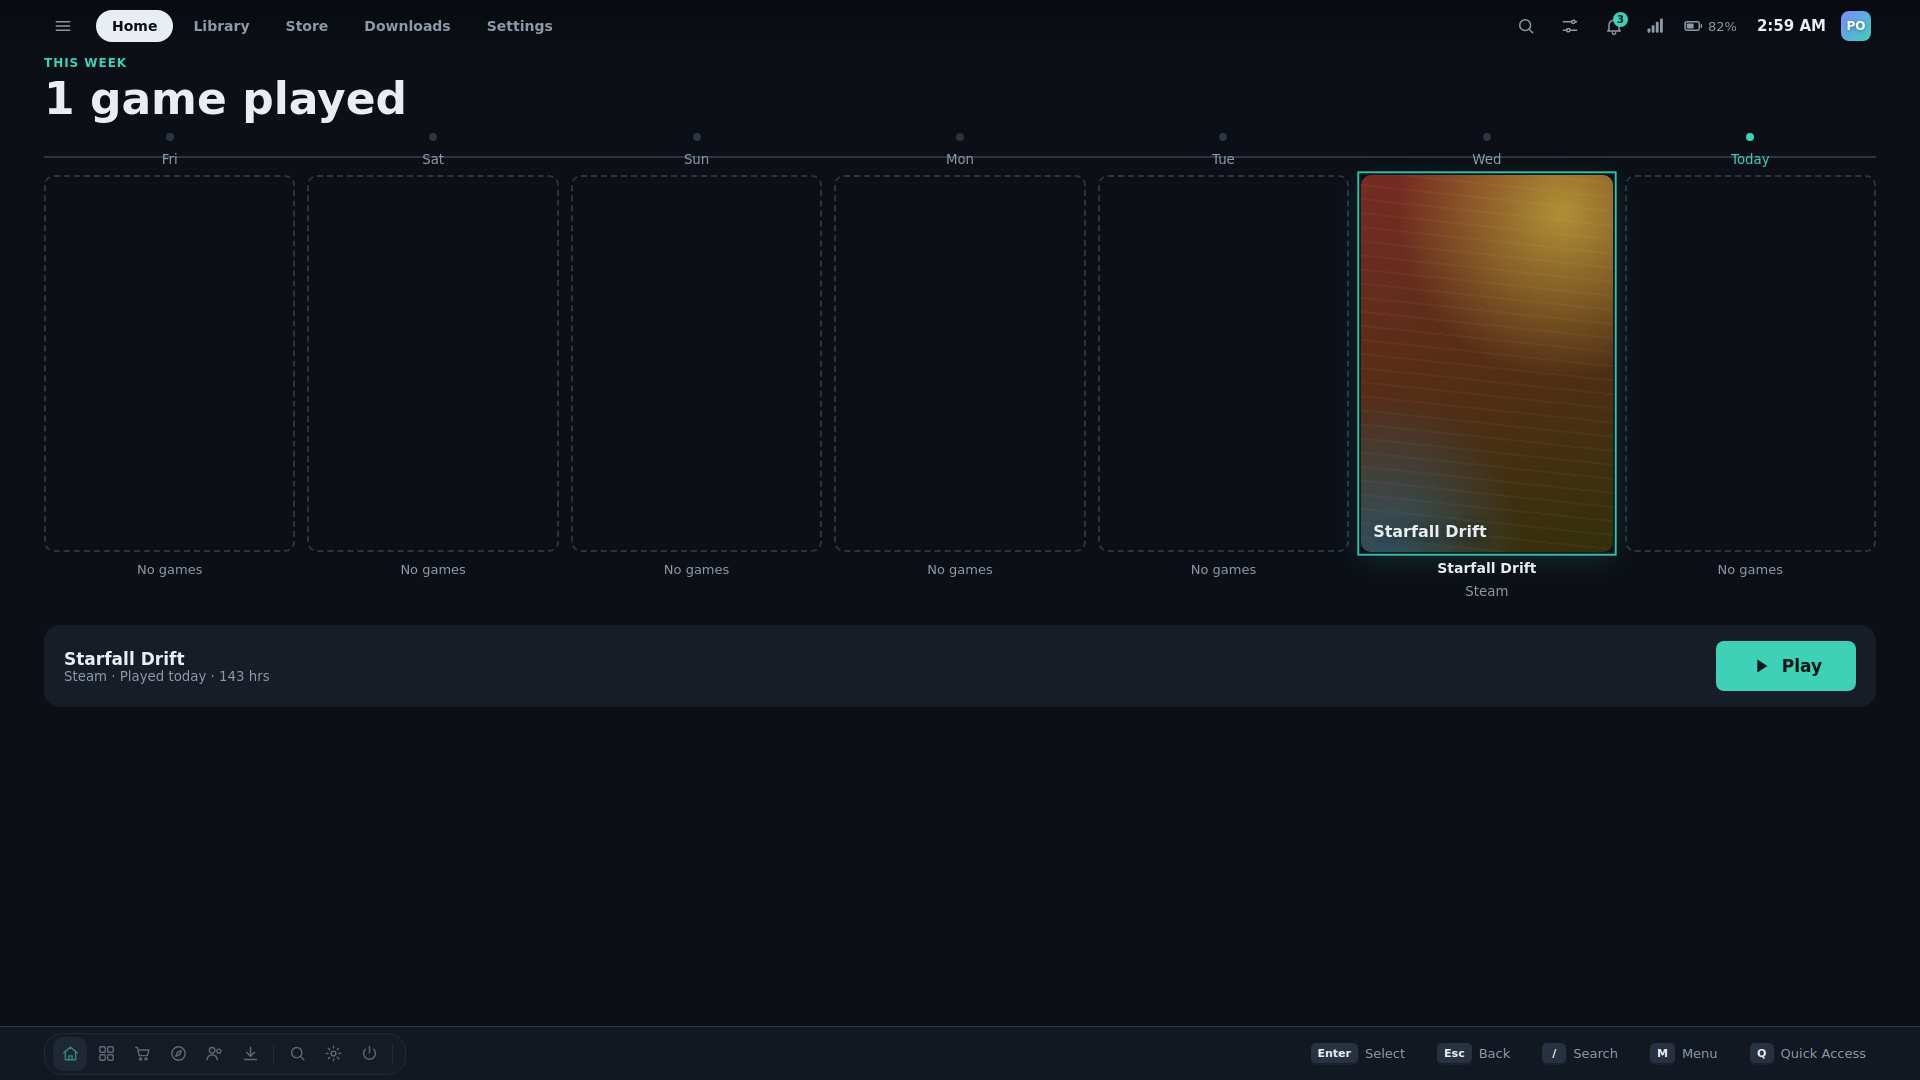 Home Library Store Downloads Settings 3 82% 2:59 AM PO
THIS WEEK
1 game played
Fri Sat Sun Mon Tue Wed Today
Starfall Drift
No games No games No games No games No games Starfall Drift No games
Steam
Starfall Drift
Steam · Played today · 143 hrs
Play
Enter Select Esc Back / Search M Menu Q Quick Access